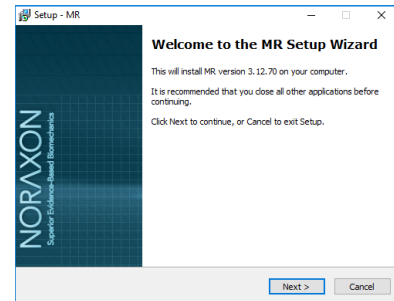 Setup - MR
Welcome to the MR Setup Wizard
This will install MR version 3.12.70 on your computer.
It is recommended that you close all other applications before
continuing.
Click Next to continue, or Cancel to exit Setup.
NORAXON
Superior Evidence-Based Biomechanics
Next >
Cancel